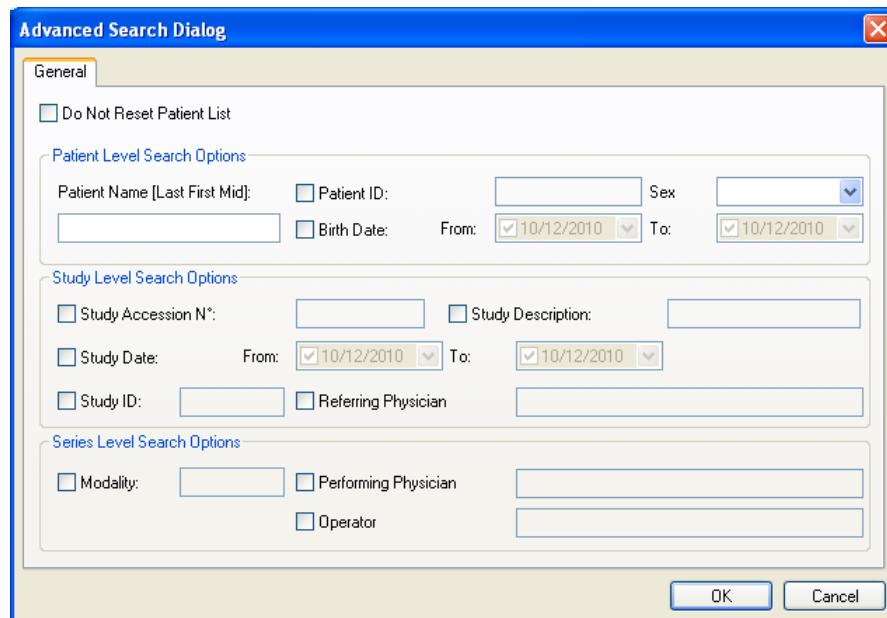 Advanced Search Dialog
General
Do Not Reset Patient List
Patient Level Search Options
Patient Name [Last First Mid]: Patient ID: Sex
Birth Date: From: 10/12/2010 To: 10/12/2010
Study Level Search Options
Study Accession N°: Study Description:
Study Date: From: 10/12/2010 To: 10/12/2010
Study ID: Referring Physician
Series Level Search Options
Modality: Performing Physician
Operator
OK Cancel